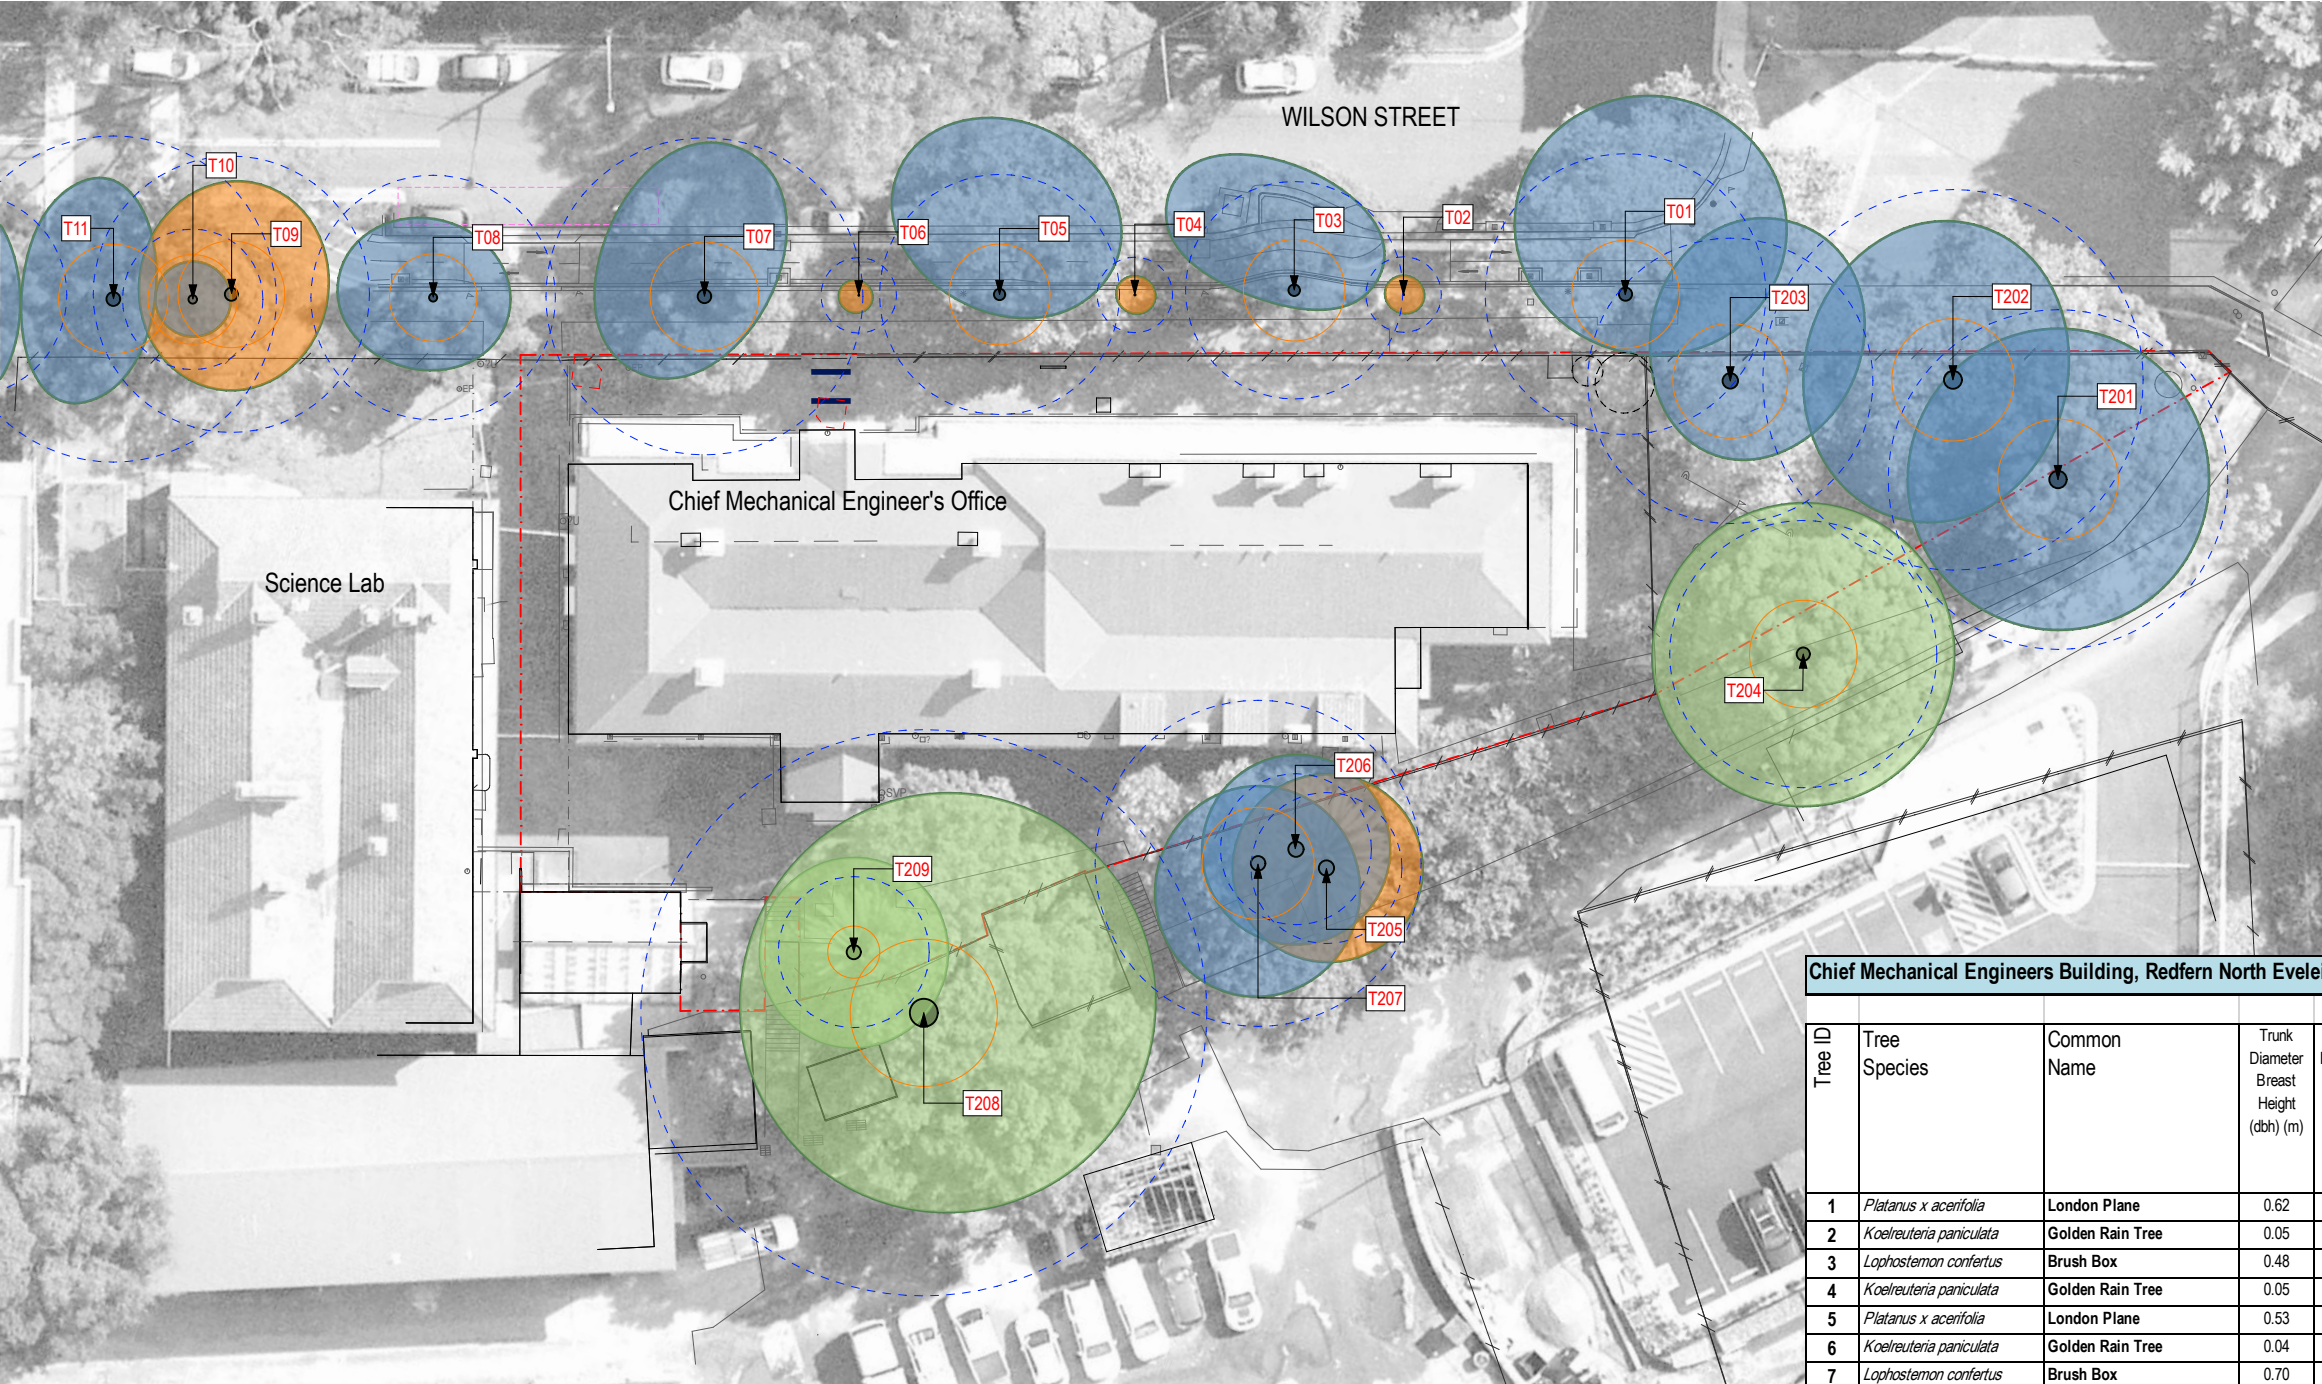 WILSON STREET
T10
T11
T09
T08
T07
T06
T05
T04
T03
T02
T01
T203
T202
T201
Chief Mechanical Engineer's Office
Science Lab
T204
T206
SVP
T209
T205
T207
T208
Chief Mechanical Engineers Building, Redfern North Evelei
Tree ID
Tree
Species
Common
Name
Trunk
Diameter
Breast
Height
(dbh) (m)
1 Platanus x acerifolia London Plane 0.62
2 Koelreuteria paniculata Golden Rain Tree 0.05
3 Lophostemon confertus Brush Box 0.48
4 Koelreuteria paniculata Golden Rain Tree 0.05
5 Platanus x acerifolia London Plane 0.53
6 Koelreuteria paniculata Golden Rain Tree 0.04
7 Lophostemon confertus Brush Box 0.70